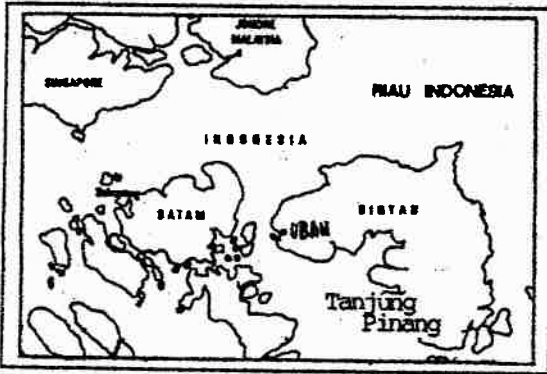 JOHORE
MALAYSIA
SINGAPORE
RIAU INDONESIA
INDONESIA
BATAM
UBAN
BINTAN
Tanjung
Pinang